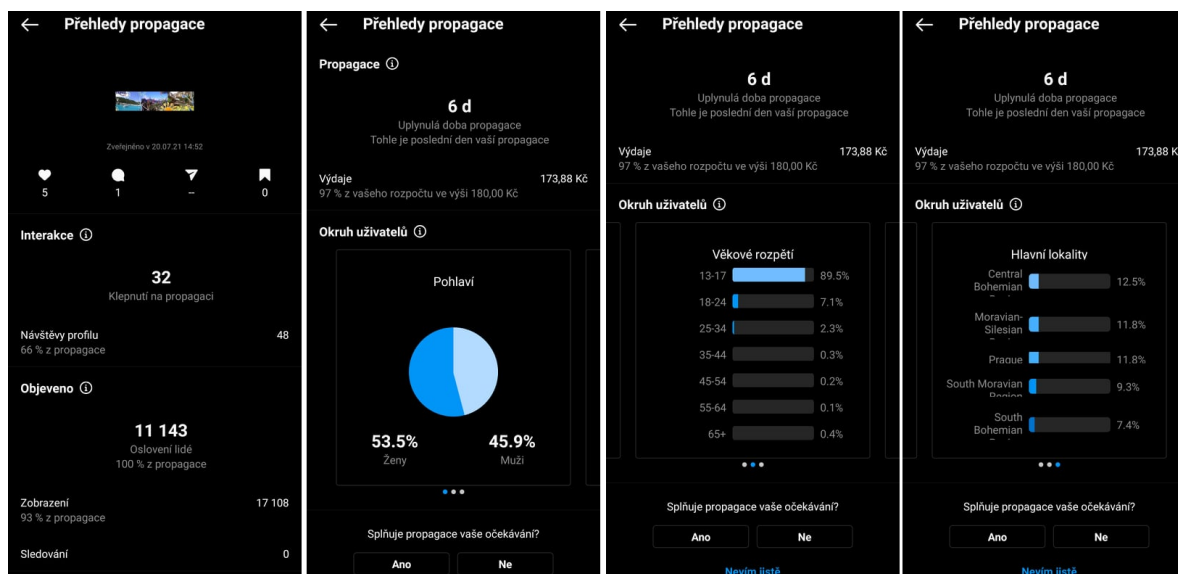 Přehledy propagace
Zveřejněno v 20.07.21 14:52
5 1 -- 0
Interakce
32
Klepnutí na propagaci
Návštěvy profilu 48
66 % z propagace
Objeveno
11 143
Oslovení lidé
100 % z propagace
Zobrazení 17 108
93 % z propagace
Sledování 0
Přehledy propagace
Propagace
6 d
Uplynulá doba propagace
Tohle je poslední den vaší propagace
Výdaje 173,88 Kč
97 % z vašeho rozpočtu ve výši 180,00 Kč
Okruh uživatelů
Pohlaví
53.5% 45.9%
Ženy Muži
Splňuje propagace vaše očekávání?
Ano Ne
Přehledy propagace
6 d
Uplynulá doba propagace
Tohle je poslední den vaší propagace
Výdaje 173,88 Kč
97 % z vašeho rozpočtu ve výši 180,00 Kč
Okruh uživatelů
Věkové rozpětí
13-17 89.5%
18-24 7.1%
25-34 2.3%
35-44 0.3%
45-54 0.2%
55-64 0.1%
65+ 0.4%
Splňuje propagace vaše očekávání?
Ano Ne
Nevím jistě
Přehledy propagace
6 d
Uplynulá doba propagace
Tohle je poslední den vaší propagace
Výdaje 173,88 K
97 % z vašeho rozpočtu ve výši 180,00 Kč
Okruh uživatelů
Hlavní lokality
Central
Bohemian 12.5%
Moravian-
Silesian 11.8%
Prague 11.8%
South Moravian 9.3%
Region
South
Bohemian 7.4%
Splňuje propagace vaše očekávání?
Ano Ne
Nevím jistě